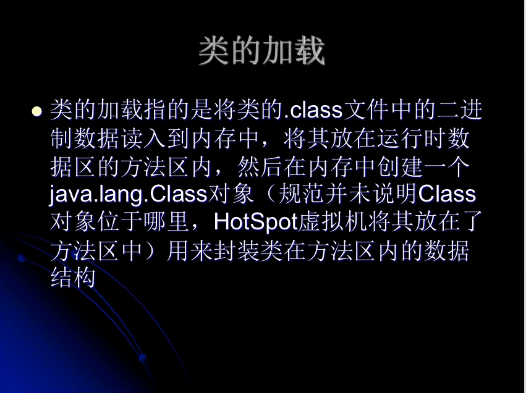 类的加载
类的加载指的是将类的.class文件中的二进
制数据读入到内存中，将其放在运行时数
据区的方法区内，然后在内存中创建一个
java.lang.Class对象（规范并未说明Class
对象位于哪里，HotSpot虚拟机将其放在了
方法区中）用来封装类在方法区内的数据
结构